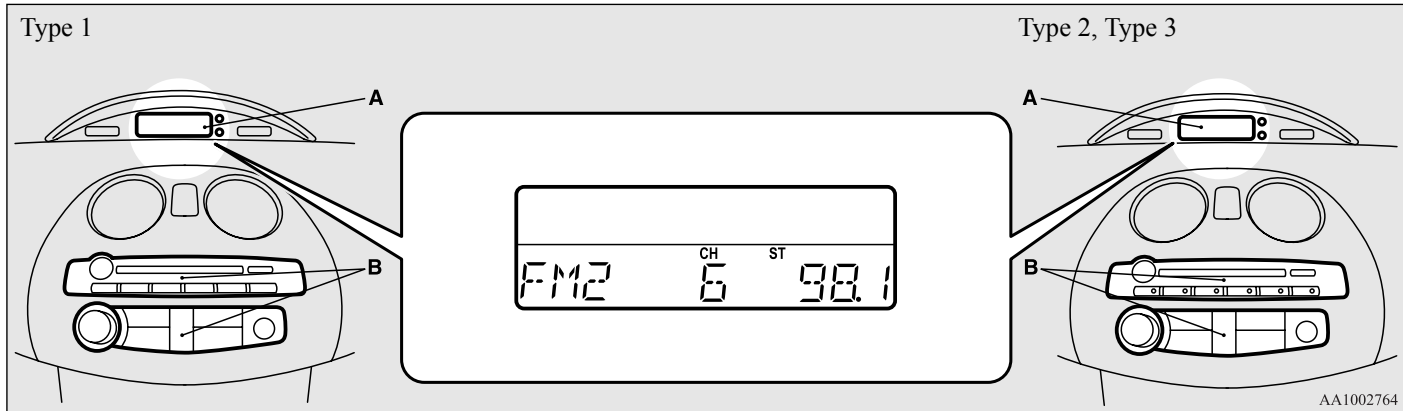 Type 1
Type 2, Type 3
A
A
CH ST
FM2 6 98.1
B
B
AA1002764